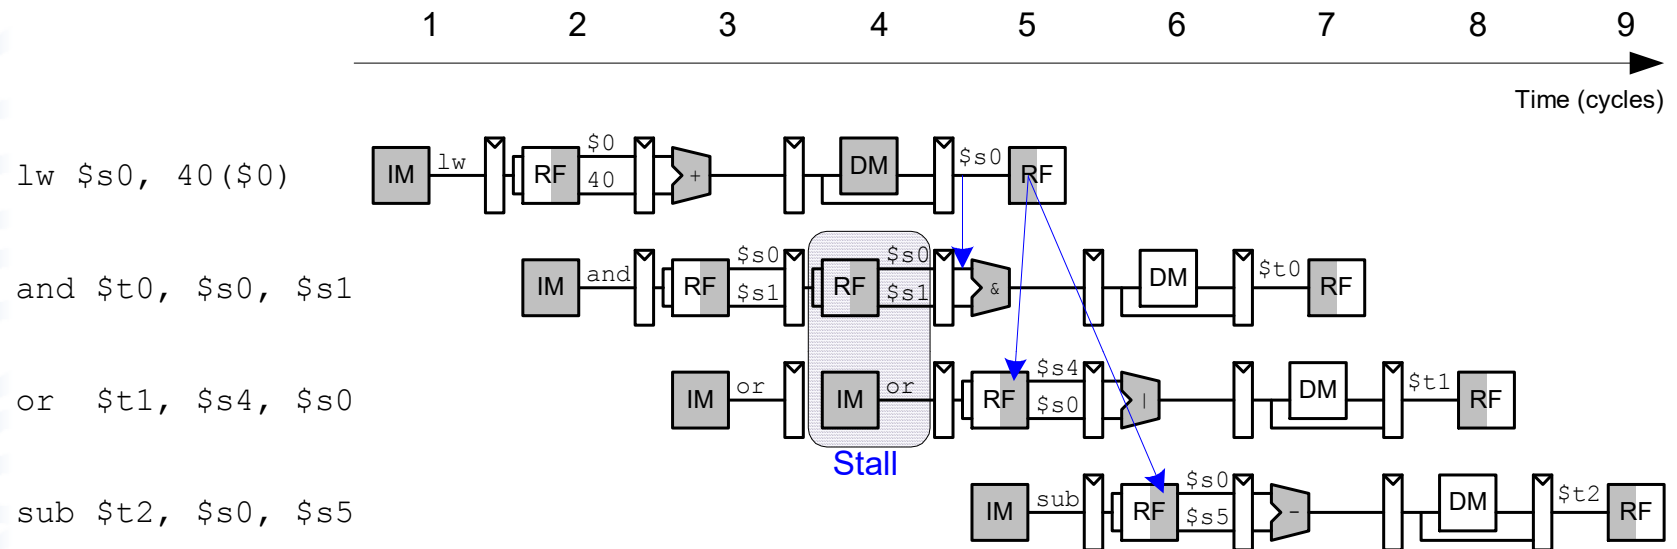 1 2 3 4 5 6 7 8 9
Time (cycles)
lw $s0, 40($0) IM lw RF $0 40 + DM $s0 RF
and $t0, $s0, $s1 IM and RF $s0 $s1 RF $s0 $s1 & DM $t0 RF
or $t1, $s4, $s0 IM or IM or RF $s4 $s0 | DM $t1 RF
Stall
sub $t2, $s0, $s5 IM sub RF $s0 $s5 - DM $t2 RF